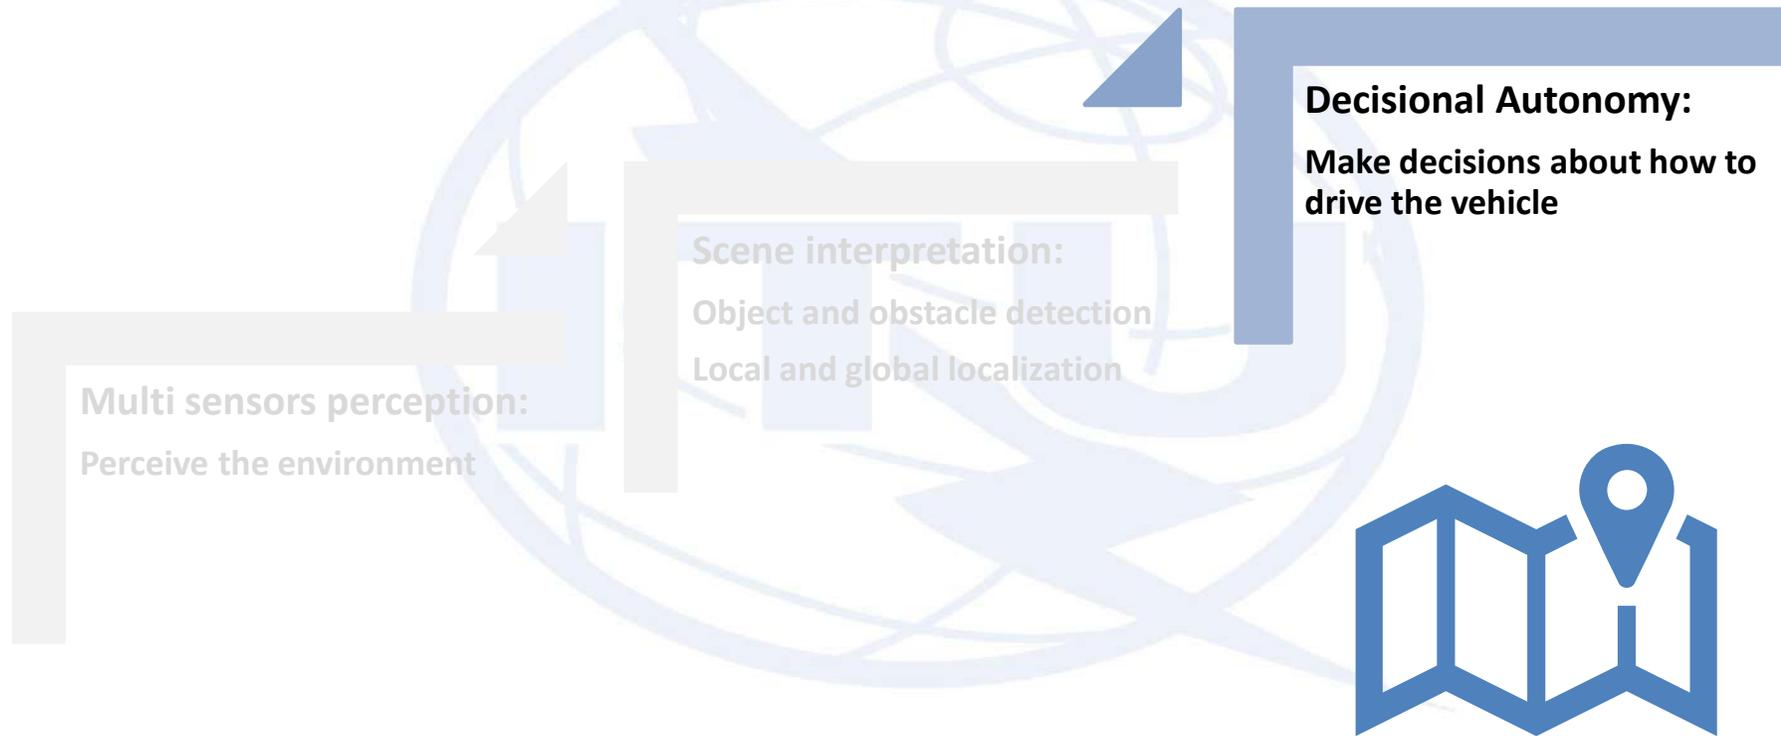 Decisional Autonomy:
Make decisions about how to
drive the vehicle
Scene interpretation:
Object and obstacle detection
Local and global localization
Multi sensors perception:
Perceive the environment
ITU